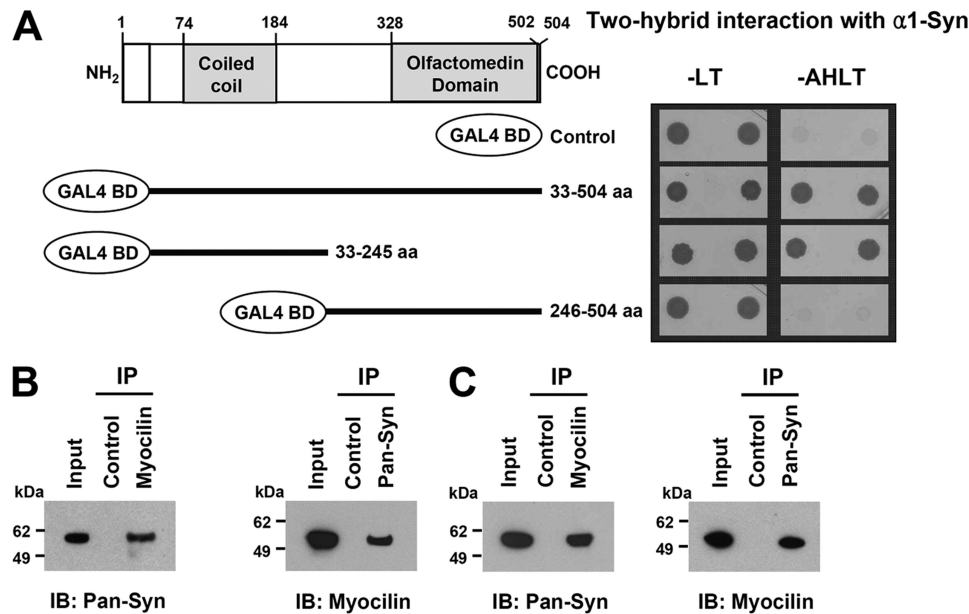 A
1 74 184 328 502 504
Two-hybrid interaction with α1-Syn
NH2
Coiled coil
Olfactomedin Domain
COOH
-LT -AHLT
GAL4 BD Control
GAL4 BD 33-504 aa
GAL4 BD 33-245 aa
GAL4 BD 246-504 aa
B
IP
Input Control Myocilin
kDa
62
49
IB: Pan-Syn
IP
Input Control Pan-Syn
kDa
62
49
IB: Myocilin
C
IP
Input Control Myocilin
kDa
62
49
IB: Pan-Syn
IP
Input Control Pan-Syn
kDa
62
49
IB: Myocilin